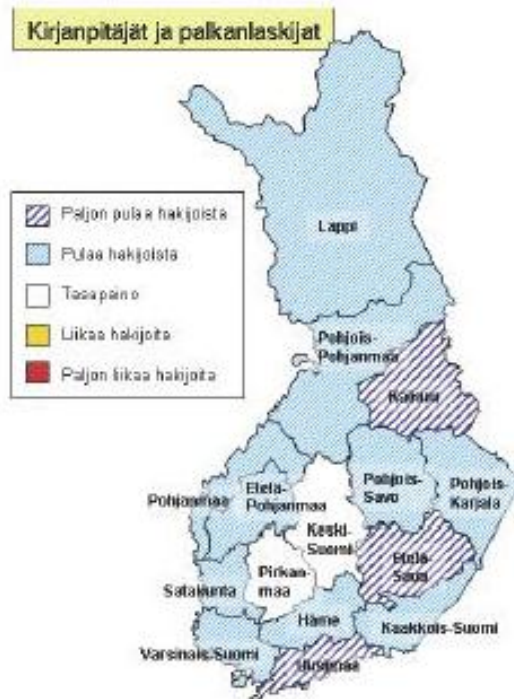 Kirjanpitäjät ja palkanlaskijat
Paljon pulaa hakijoista
Pulaa hakijoista
Tasapaino
Liikaa hakijoita
Paljon liikaa hakijoita
Lappi
Pohjois-
Pohjanmaa
Kainuu
Pohjanmaa
Etelä-
Pohjanmaa
Keski-
Suomi
Pohjois-
Savo
Pohjois-
Karjala
Etelä-
Savo
Satakunta
Pirkan-
maa
Häme
Kaakkois-Suomi
Varsinais-Suomi
Uusimaa